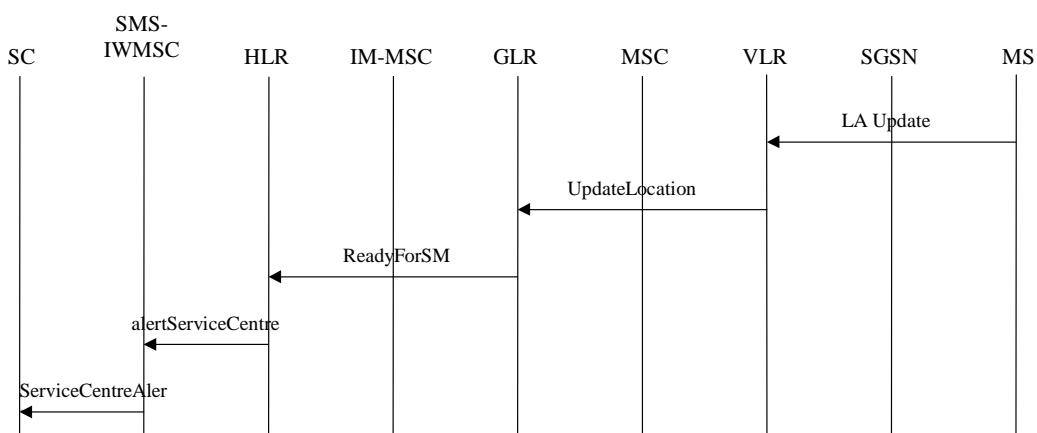 SMS-
IWMSC
SC HLR IM-MSC GLR MSC VLR SGSN MS
LA Update
UpdateLocation
ReadyForSM
alertServiceCentre
ServiceCentreAler